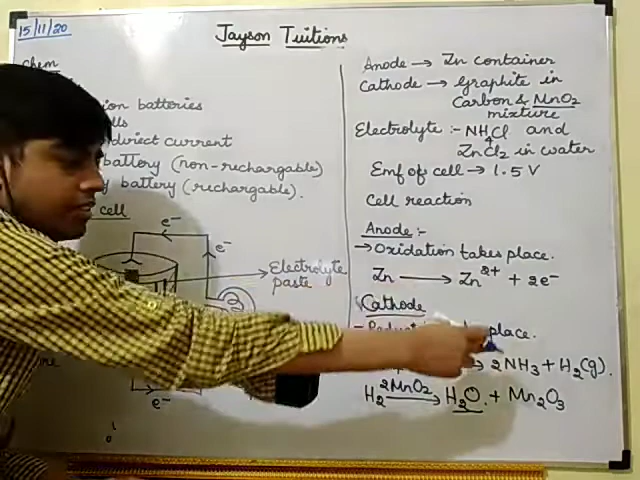 15/11/20
Jayson Tuitions
Chem
ion batteries
direct current
battery (non-rechargable)
battery (rechargable).
cell
e⁻
e⁻
Electrolyte
paste
e⁻
Anode → Zn container
Cathode → Graphite in
Carbon & MnO₂
mixture
Electrolyte :- NH₄Cl and
ZnCl₂ in water
Emf of cell → 1.5 V
Cell reaction
Anode :-
→ Oxidation takes place.
Zn ⟶ Zn²⁺ + 2e⁻
Cathode
place.
→ 2NH₃ + H₂(g).
H₂ 2MnO₂ ⟶ H₂O + Mn₂O₃